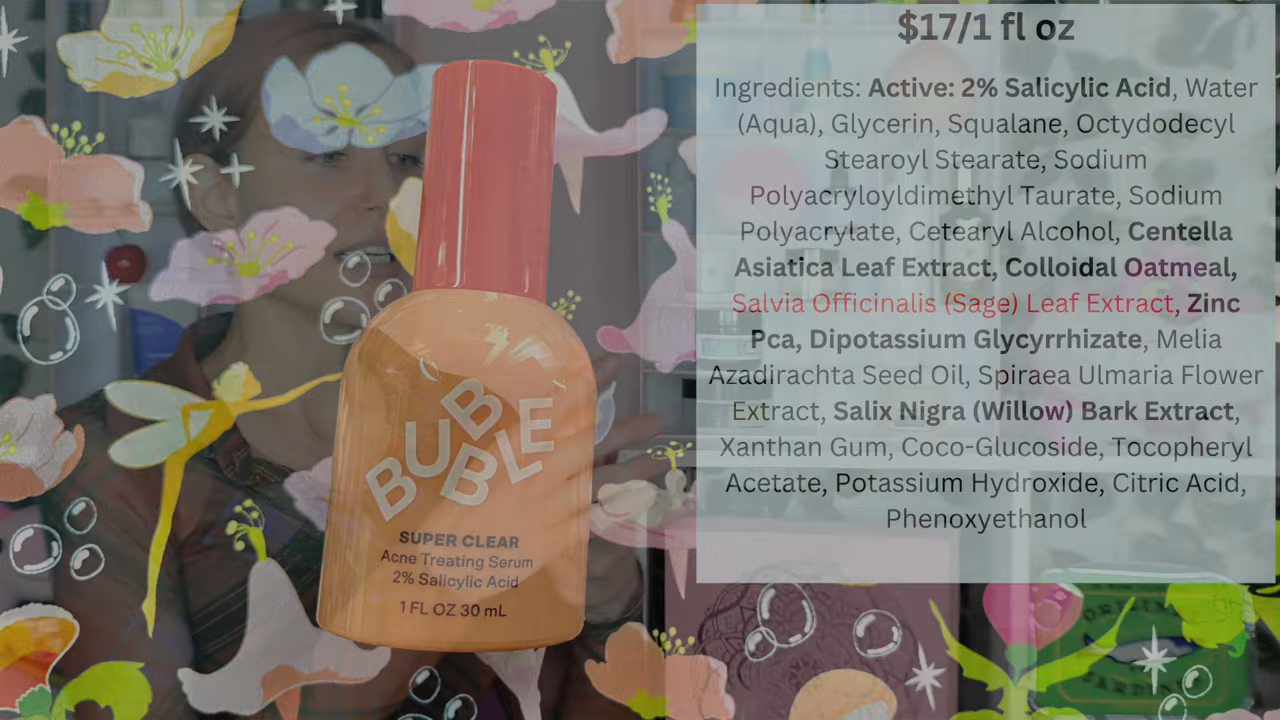 $17/1 fl oz
Ingredients: Active: 2% Salicylic Acid, Water
(Aqua), Glycerin, Squalane, Octydodecyl
Stearoyl Stearate, Sodium
Polyacryloyldimethyl Taurate, Sodium
Polyacrylate, Cetearyl Alcohol, Centella
Asiatica Leaf Extract, Colloidal Oatmeal,
Salvia Officinalis (Sage) Leaf Extract, Zinc
Pca, Dipotassium Glycyrrhizate, Melia
Azadirachta Seed Oil, Spiraea Ulmaria Flower
Extract, Salix Nigra (Willow) Bark Extract,
Xanthan Gum, Coco-Glucoside, Tocopheryl
Acetate, Potassium Hydroxide, Citric Acid,
Phenoxyethanol
BUB
BLE
SUPER CLEAR
Acne Treating Serum
2% Salicylic Acid
1 FL OZ 30 mL